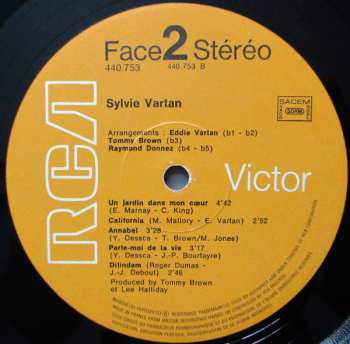 Face 2 Stéréo
440.753
440.753 B
Sylvie Vartan
SACEM
Arrangements : Eddie Vartan (b1 - b2)
Tommy Brown (b3)
Raymond Donnez (b4 - b5)
RCA
Victor
Un jardin dans mon cœur 4'42
(E. Marnay - C. King)
California (M. Mallory - E. Vartan) 2'52
Annabel 3'28
(Y. Dessca - T. Brown/M. Jones)
Parle-moi de la vie 3'17
(Y. Dessca - J.-P. Bourtayre)
Dilindam (Roger Dumas -
J.-J. Debout) 2'46
Produced by Tommy Brown
et Lee Halliday